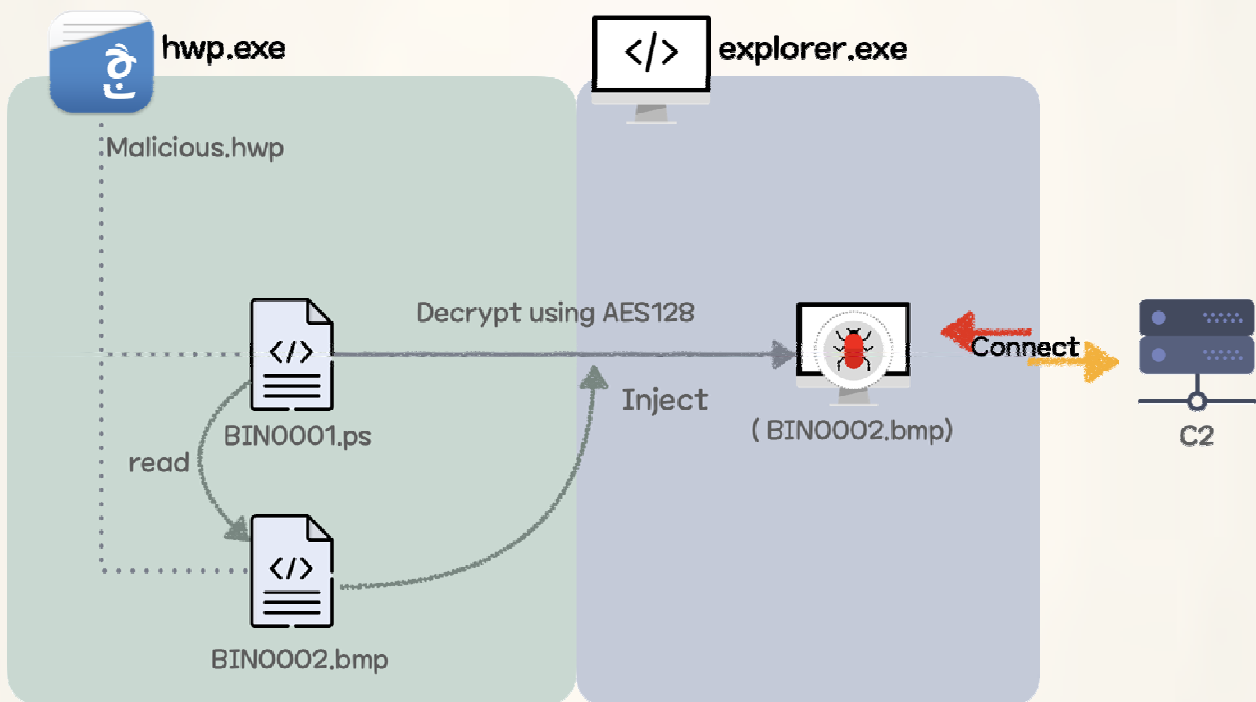 hwp.exe
explorer.exe
Malicious.hwp
Decrypt using AES128
</>
</>
Connect
Inject
BIN0001.ps
( BIN0002.bmp)
C2
read
</>
BIN0002.bmp